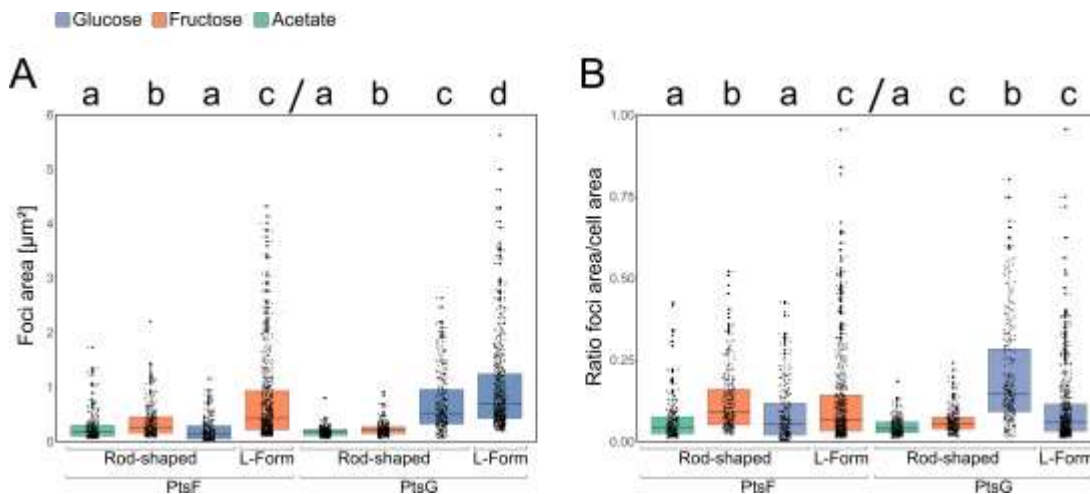 Glucose Fructose Acetate
A
a b a c / a b c d
Foci area [µm²]
6
5
4
3
2
1
0
Rod-shaped L-Form Rod-shaped L-Form
PtsF PtsG
B
a b a c / a c b c
Ratio foci area/cell area
1.00
0.75
0.50
0.25
0.00
Rod-shaped L-Form Rod-shaped L-Form
PtsF PtsG